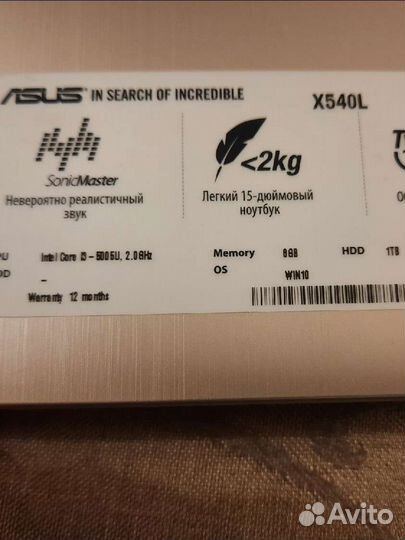 ASUS IN SEARCH OF INCREDIBLE X540L
SonicMaster
Невероятно реалистичный
звук
<2kg
Легкий 15-дюймовый
ноутбук
Intel Core i3-5005U, 2.0GHz
–
Warranty 12 months
Memory 8GB
OS WIN10
HDD 1TB
Avito